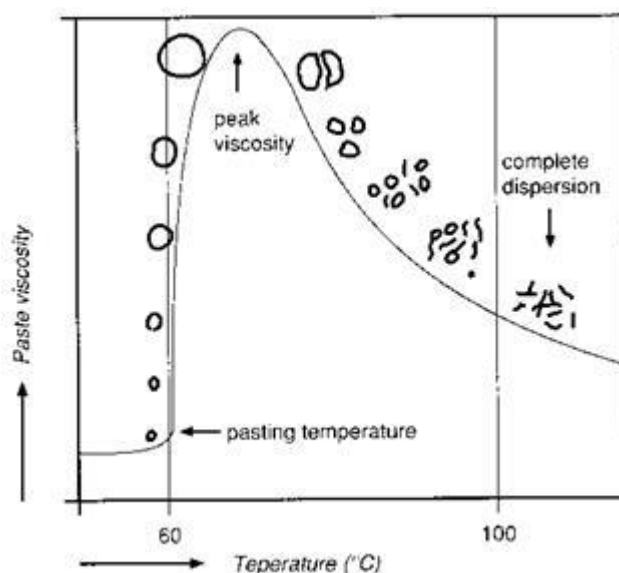 peak
viscosity
complete
dispersion
Paste viscosity
pasting temperature
60
100
Teperature (°C)